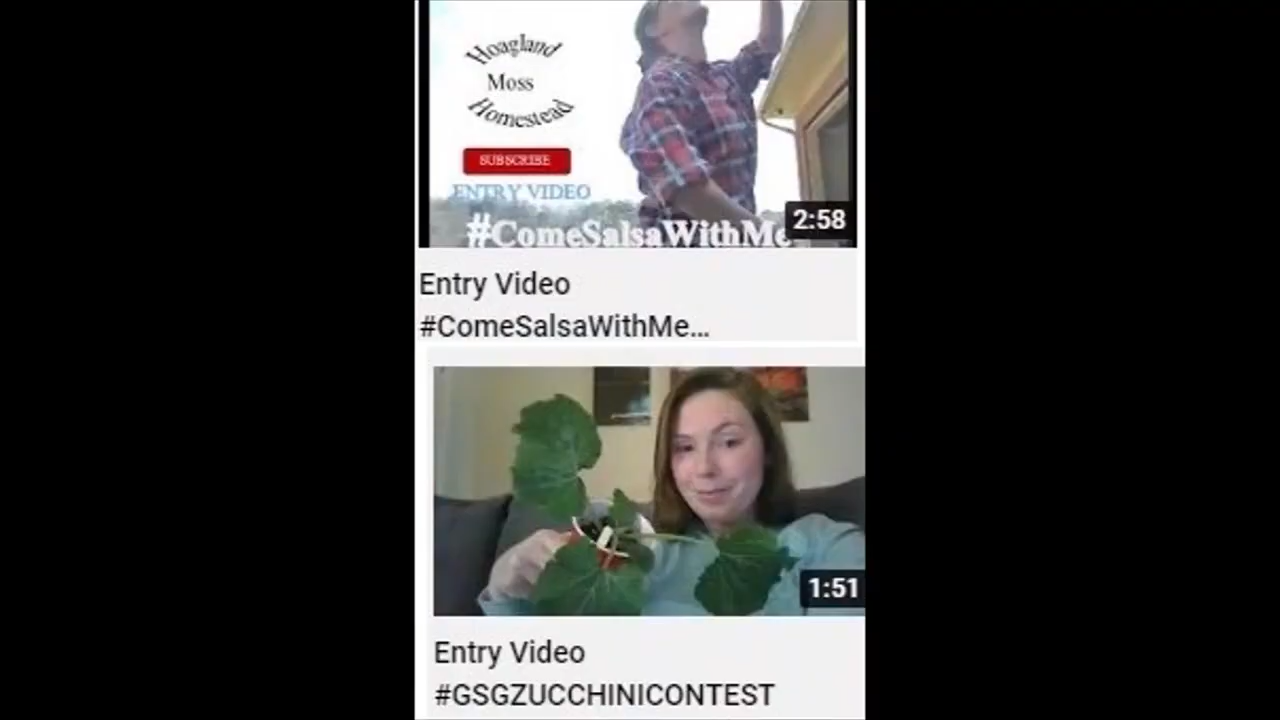 Hoagland
Moss
Homestead
SUBSCRIBE
ENTRY VIDEO
#ComeSalsaWithMe
2:58
Entry Video
#ComeSalsaWithMe...
1:51
Entry Video
#GSGZUCCHINICONTEST